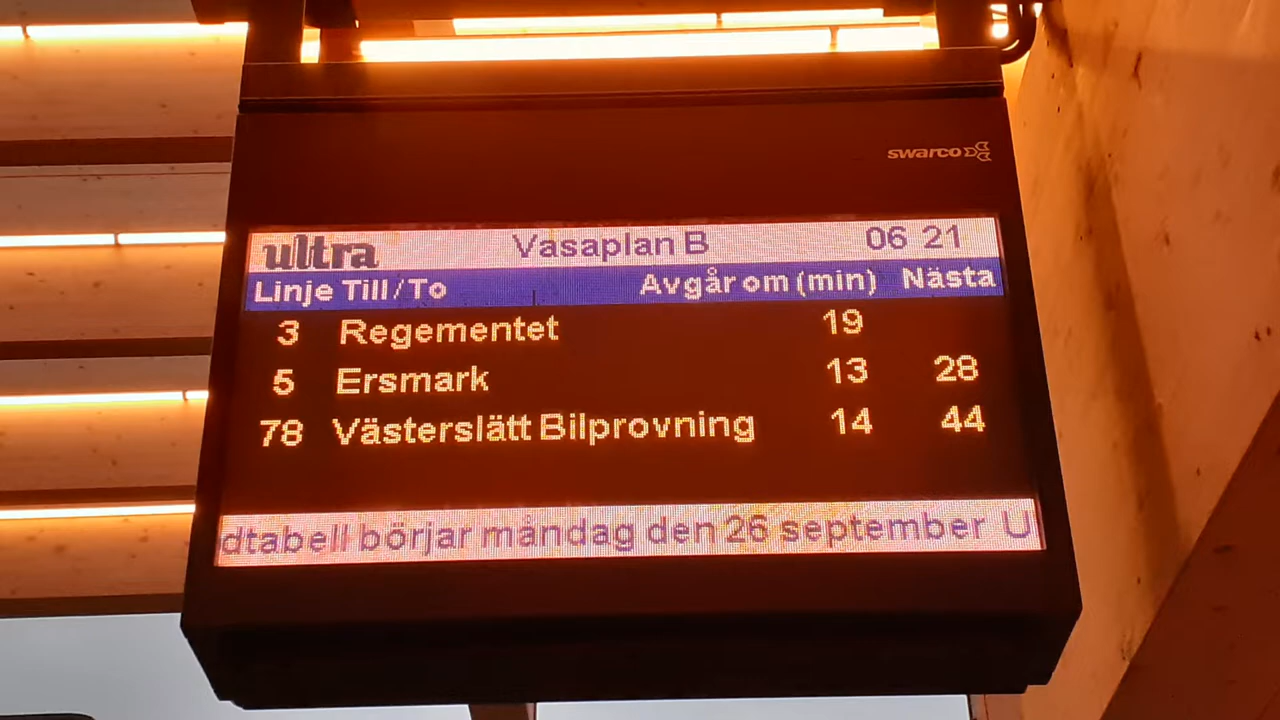 swarco
ultra Vasaplan B 06 21
Linje Till/To Avgår om (min) Nästa
3 Regementet 19
5 Ersmark 13 28
78 Västerslätt Bilprovning 14 44
dtabell börjar måndag den 26 september U